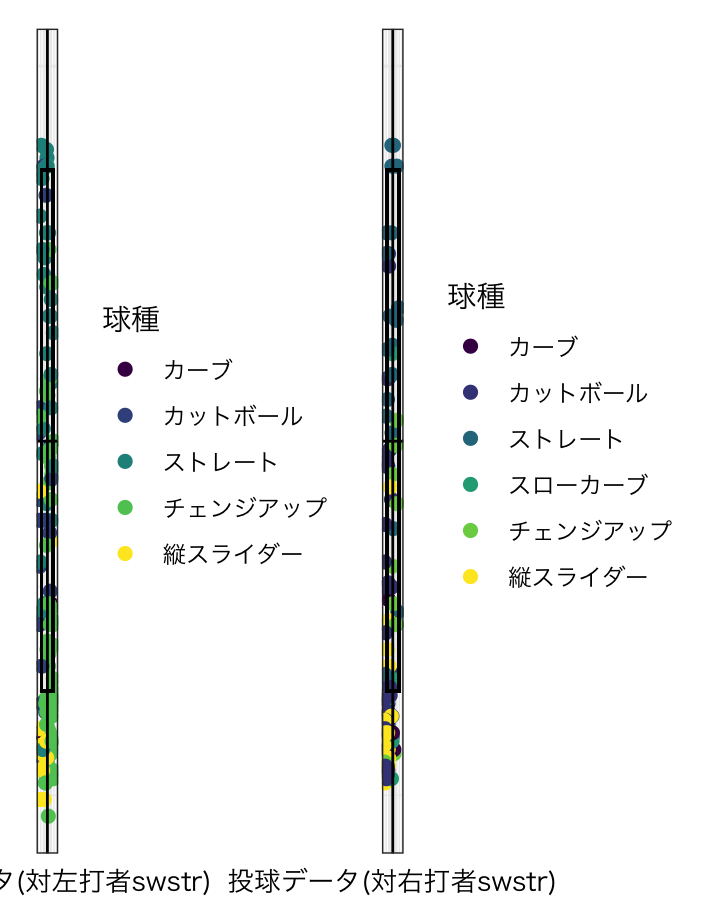 球種
カーブ
カットボール
ストレート
チェンジアップ
縦スライダー
球種
カーブ
カットボール
ストレート
スローカーブ
チェンジアップ
縦スライダー
タ(対左打者swstr)
投球データ(対右打者swstr)